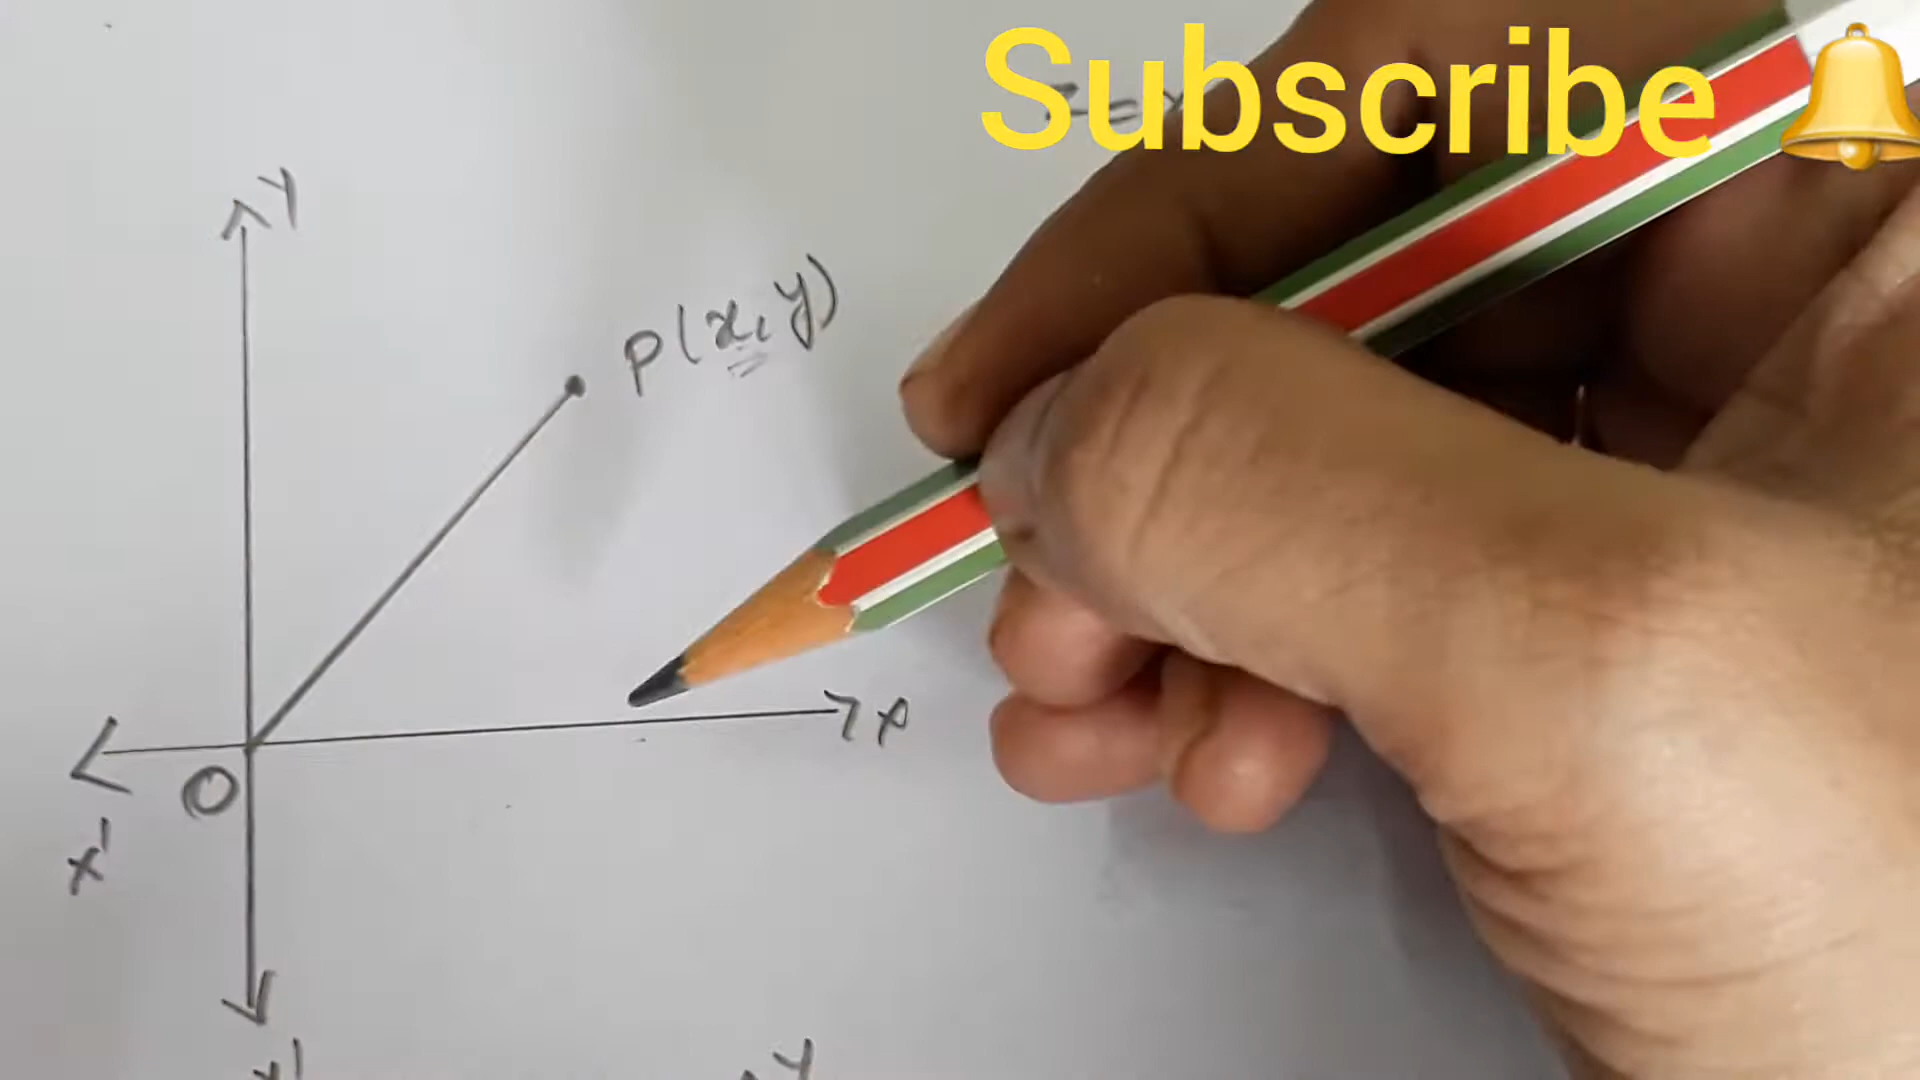 Subscribe 🔔
Y
P(x, y)
X
O
X'
Y